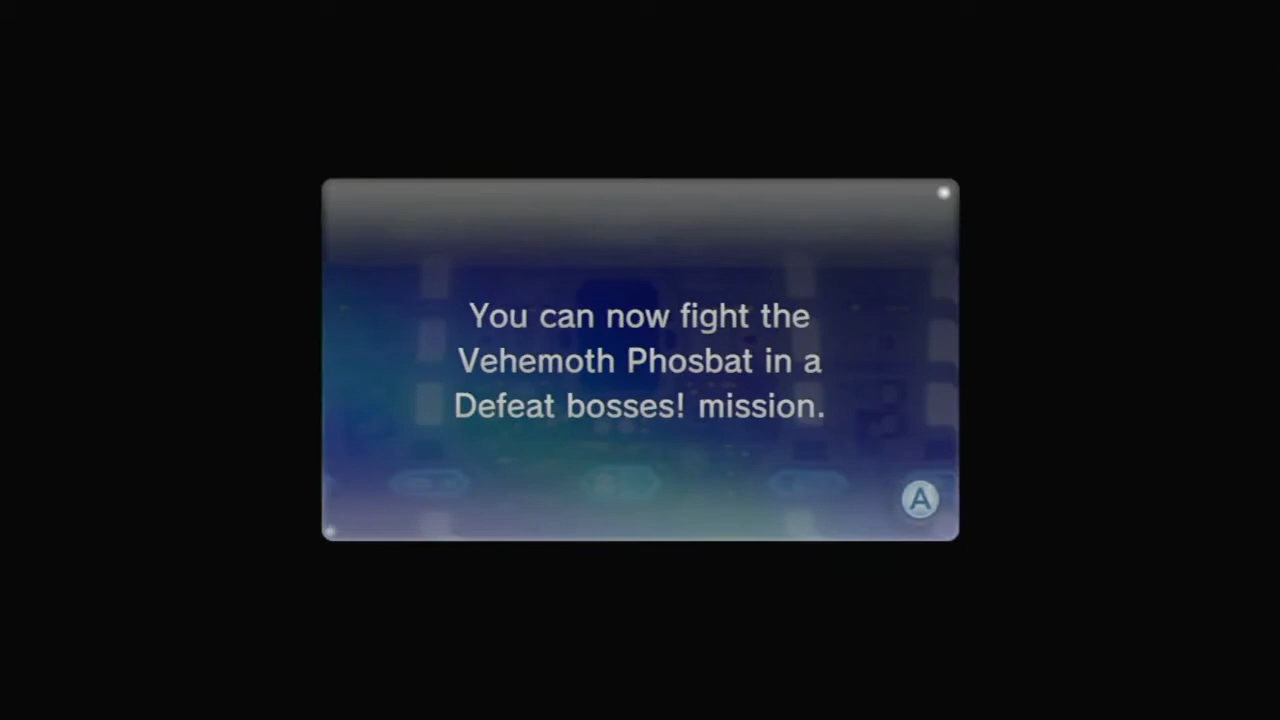 You can now fight the
Vehemoth Phosbat in a
Defeat bosses! mission.
A